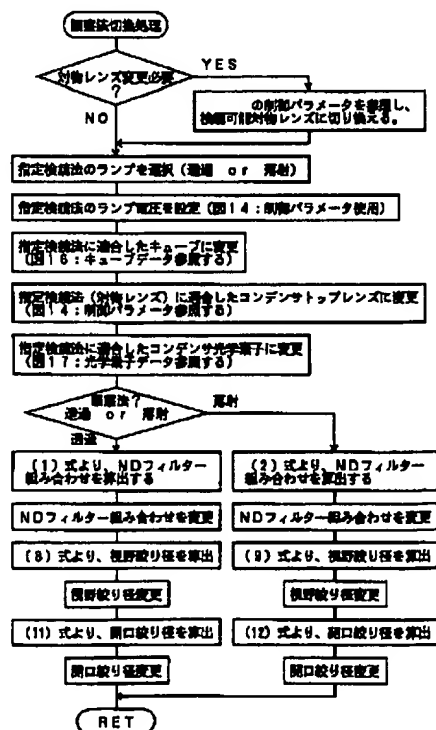 検鏡法切換処理
対物レンズ変更必要
?
YES
NO
の制御パラメータを参照し、
検鏡可能対物レンズに切り換える。
指定検鏡法のランプを選択(透過 or 落射)
指定検鏡法のランプ電圧を設定(図14:制御パラメータ使用)
指定検鏡法に適合したキューブに変更
(図16:キューブデータ参照する)
指定検鏡法(対物レンズ)に適合したコンデンサトップレンズに変更
(図14:制御パラメータ参照する)
指定検鏡法に適合したコンデンサ光学素子に変更
(図17:光学素子データ参照する)
検鏡法?
透過 or 落射
落射
透過
(1)式より、NDフィルター
組み合わせを算出する
NDフィルター組み合わせを変更
(8)式より、視野絞り径を算出
視野絞り径変更
(11)式より、開口絞り径を算出
開口絞り径変更
(2)式より、NDフィルター
組み合わせを算出する
NDフィルター組み合わせを変更
(9)式より、視野絞り径を算出
視野絞り径変更
(12)式より、開口絞り径を算出
開口絞り径変更
RET